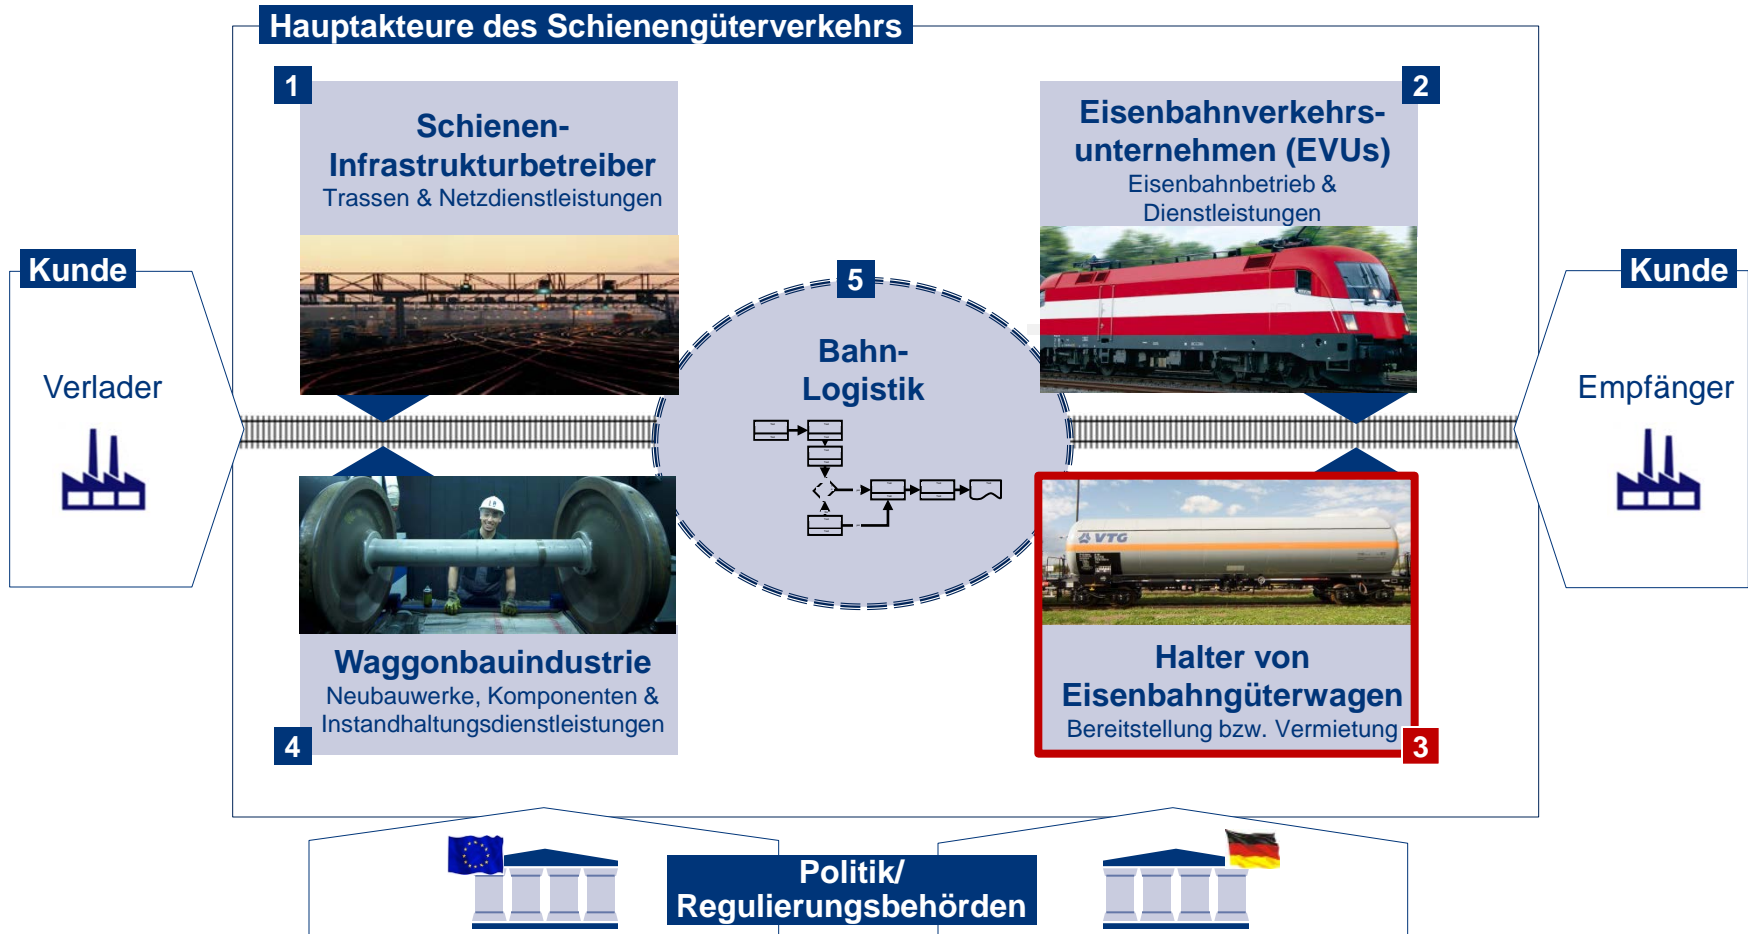 Hauptakteure des Schienengüterverkehrs
1
Schienen-
Infrastrukturbetreiber
Trassen & Netzdienstleistungen
2
Eisenbahnverkehrs-
unternehmen (EVUs)
Eisenbahnbetrieb &
Dienstleistungen
Kunde
Verlader
5
Bahn-
Logistik
Kunde
Empfänger
VTG
Waggonbauindustrie
Neubauwerke, Komponenten &
Instandhaltungsdienstleistungen
4
Halter von
Eisenbahngüterwagen
Bereitstellung bzw. Vermietung
3
Politik/
Regulierungsbehörden